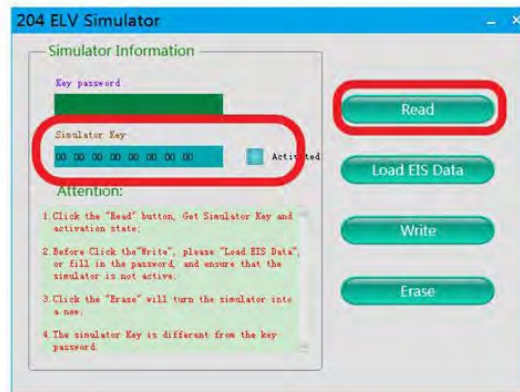 204 ELV Simulator
Simulator Information
Key password
Read
Simulator Key
00 00 00 00 00 00 00 00
Activated
Load EIS Data
Attention:
1.Click the "Read" button, Get Simulator Key and
activation state;
2.Before Click the"Write", please "Load EIS Data",
or fill in the password, and ensure that the
simulator is not active.
Write
3.Click the "Erase" will turn the simulator into
a new.
Erase
4.The simulator Key is different from the key
password.